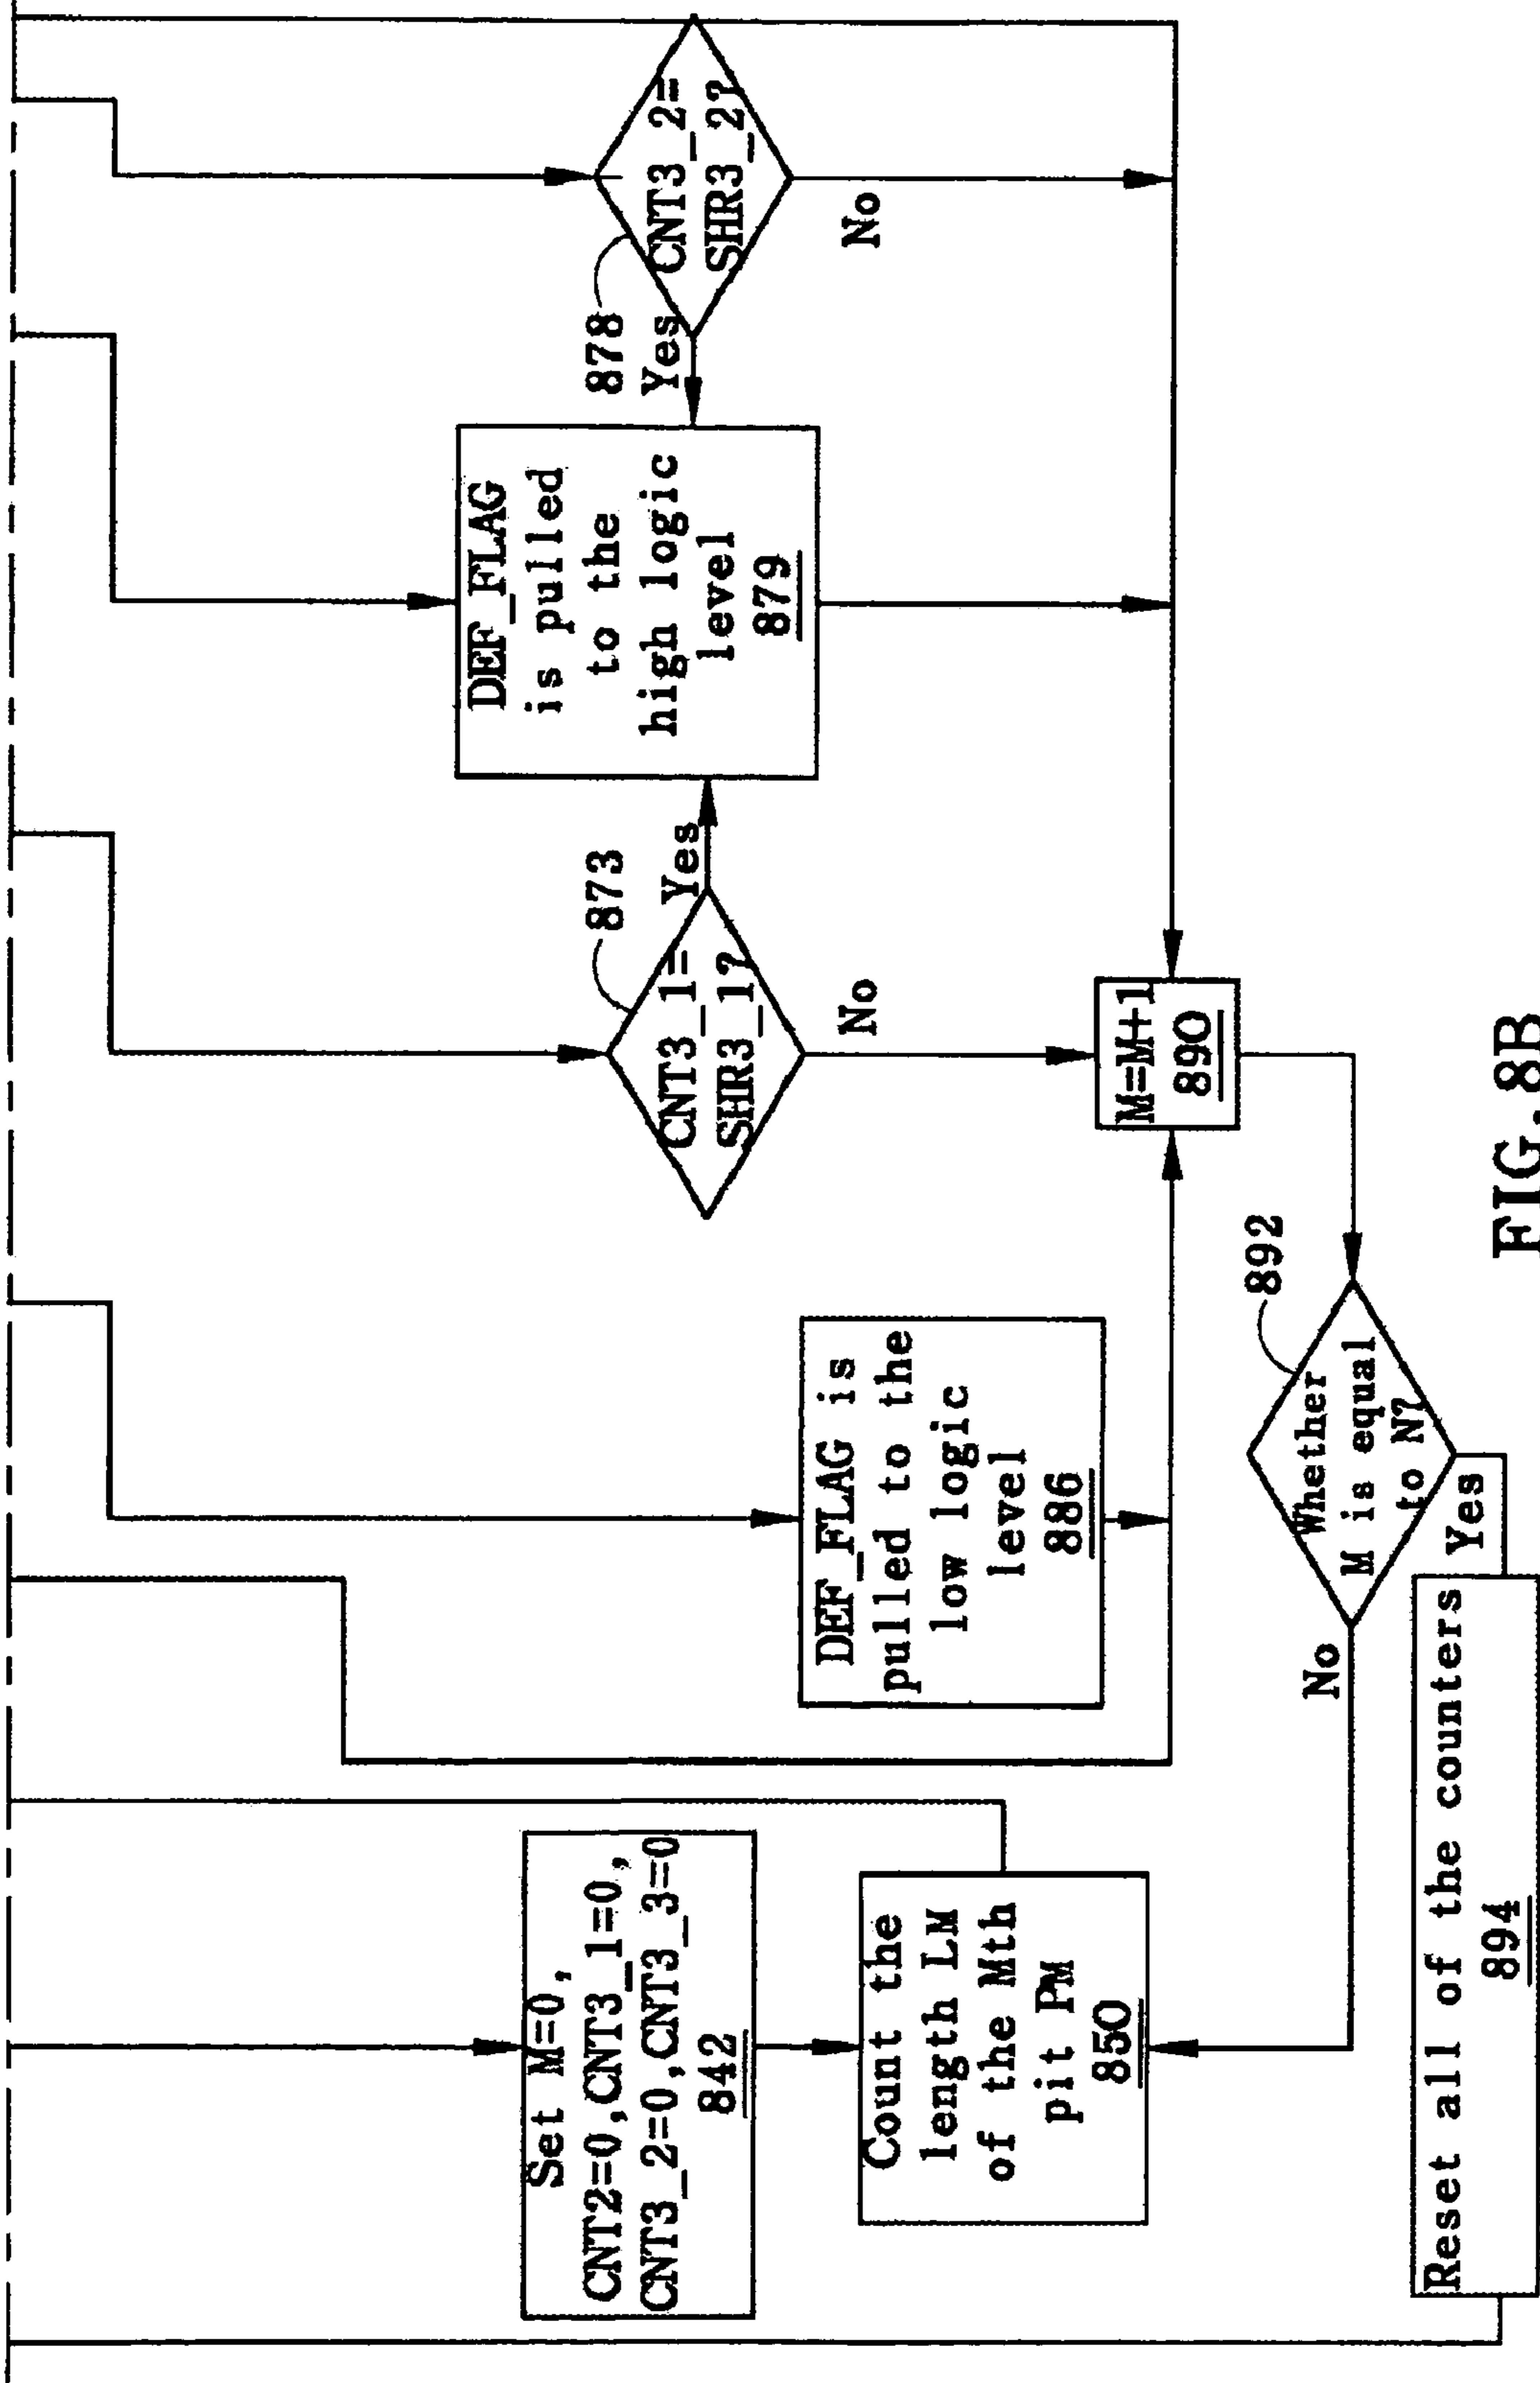 Set M=0,
CNT2=0,CNT3_1=0,
CNT3_2=0,CNT3_3=0
842
Count the
length LM
of the Mth
pit PM
850
DEF_FLAG is
pulled to the
low logic
level
886
CNT3_1=
SHR3_1?
873
Yes
No
DEF_FLAG
is pulled
to the
high logic
level
879
CNT3_2=
SHR3_2?
878
Yes
No
M=M+1
890
Whether
M is equal
to N?
892
No
Yes
Reset all of the counters
894
FIG.8B